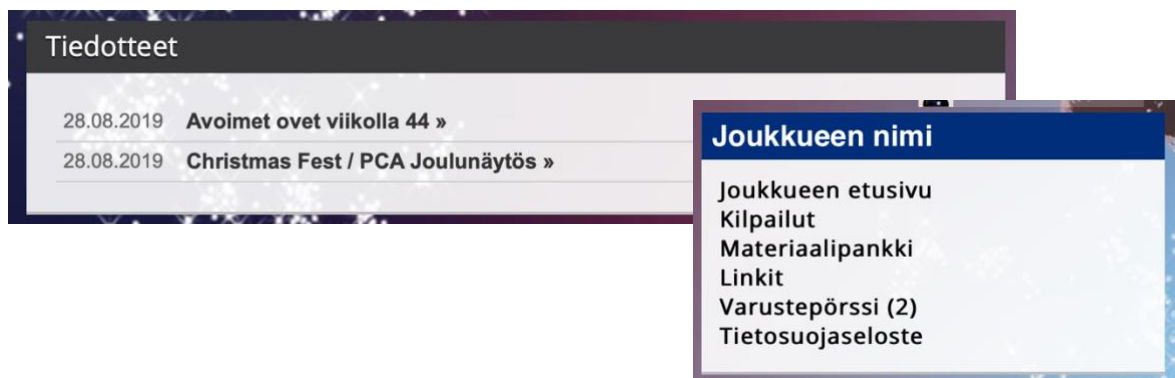 Tiedotteet
28.08.2019 Avoimet ovet viikolla 44 »
28.08.2019 Christmas Fest / PCA Joulunäytös »
Joukkueen nimi
Joukkueen etusivu
Kilpailut
Materiaalipankki
Linkit
Varustepörssi (2)
Tietosuojaseloste